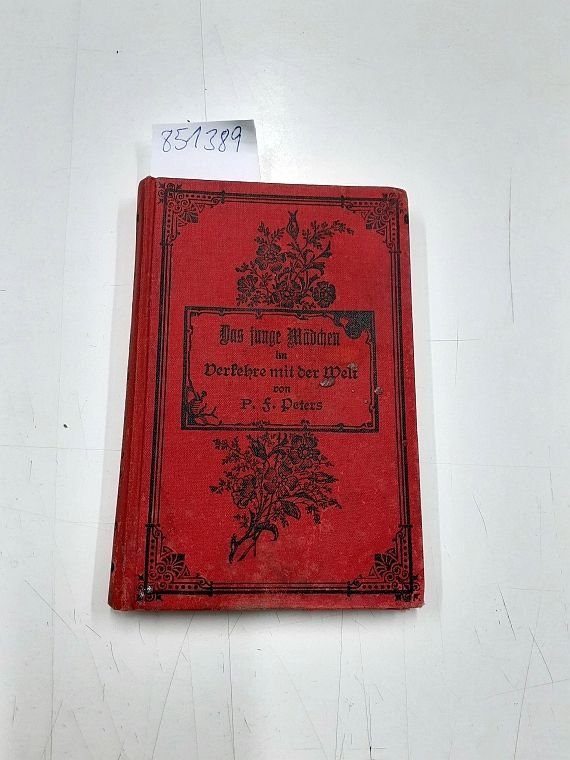 851389
Das junge Mädchen
im
Verkehre mit der Welt
von
P. F. Peters